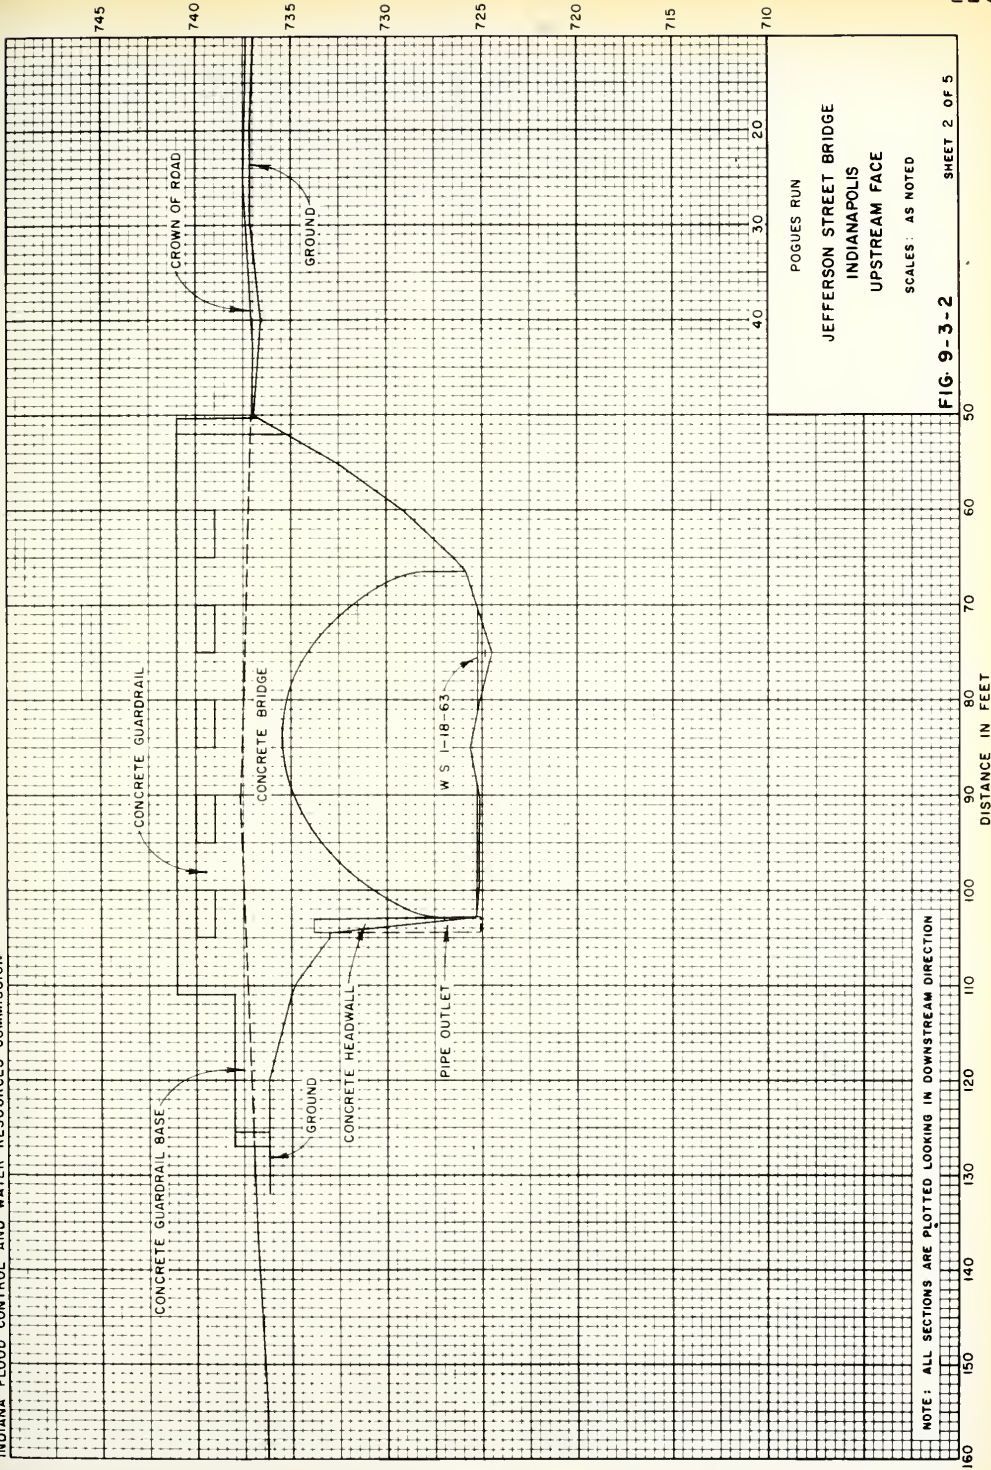 INDIANA FLOOD CONTROL AND WATER RESOURCES COMMISSION
745
740
735
730
725
720
715
710
CONCRETE GUARDRAIL BASE
CONCRETE GUARDRAIL
CROWN OF ROAD
CONCRETE BRIDGE
GROUND
GROUND
CONCRETE HEADWALL
PIPE OUTLET
W S 1-18-63
40
30
20
POGUES RUN
JEFFERSON STREET BRIDGE
INDIANAPOLIS
UPSTREAM FACE
SCALES: AS NOTED
FIG. 9-3-2
SHEET 2 OF 5
NOTE: ALL SECTIONS ARE PLOTTED LOOKING IN DOWNSTREAM DIRECTION
160
150
140
130
120
110
100
90
80
70
60
50
DISTANCE IN FEET